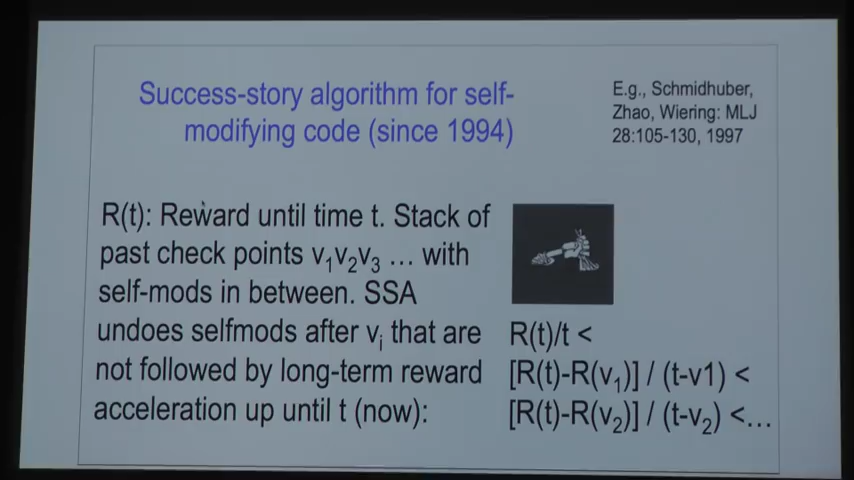 Success-story algorithm for self-
modifying code (since 1994)
E.g., Schmidhuber,
Zhao, Wiering: MLJ
28:105-130, 1997
R(t): Reward until time t. Stack of
past check points v₁v₂v₃ … with
self-mods in between. SSA
undoes selfmods after vᵢ that are
not followed by long-term reward
acceleration up until t (now):
R(t)/t <
[R(t)-R(v₁)] / (t-v1) <
[R(t)-R(v₂)] / (t-v₂) <…